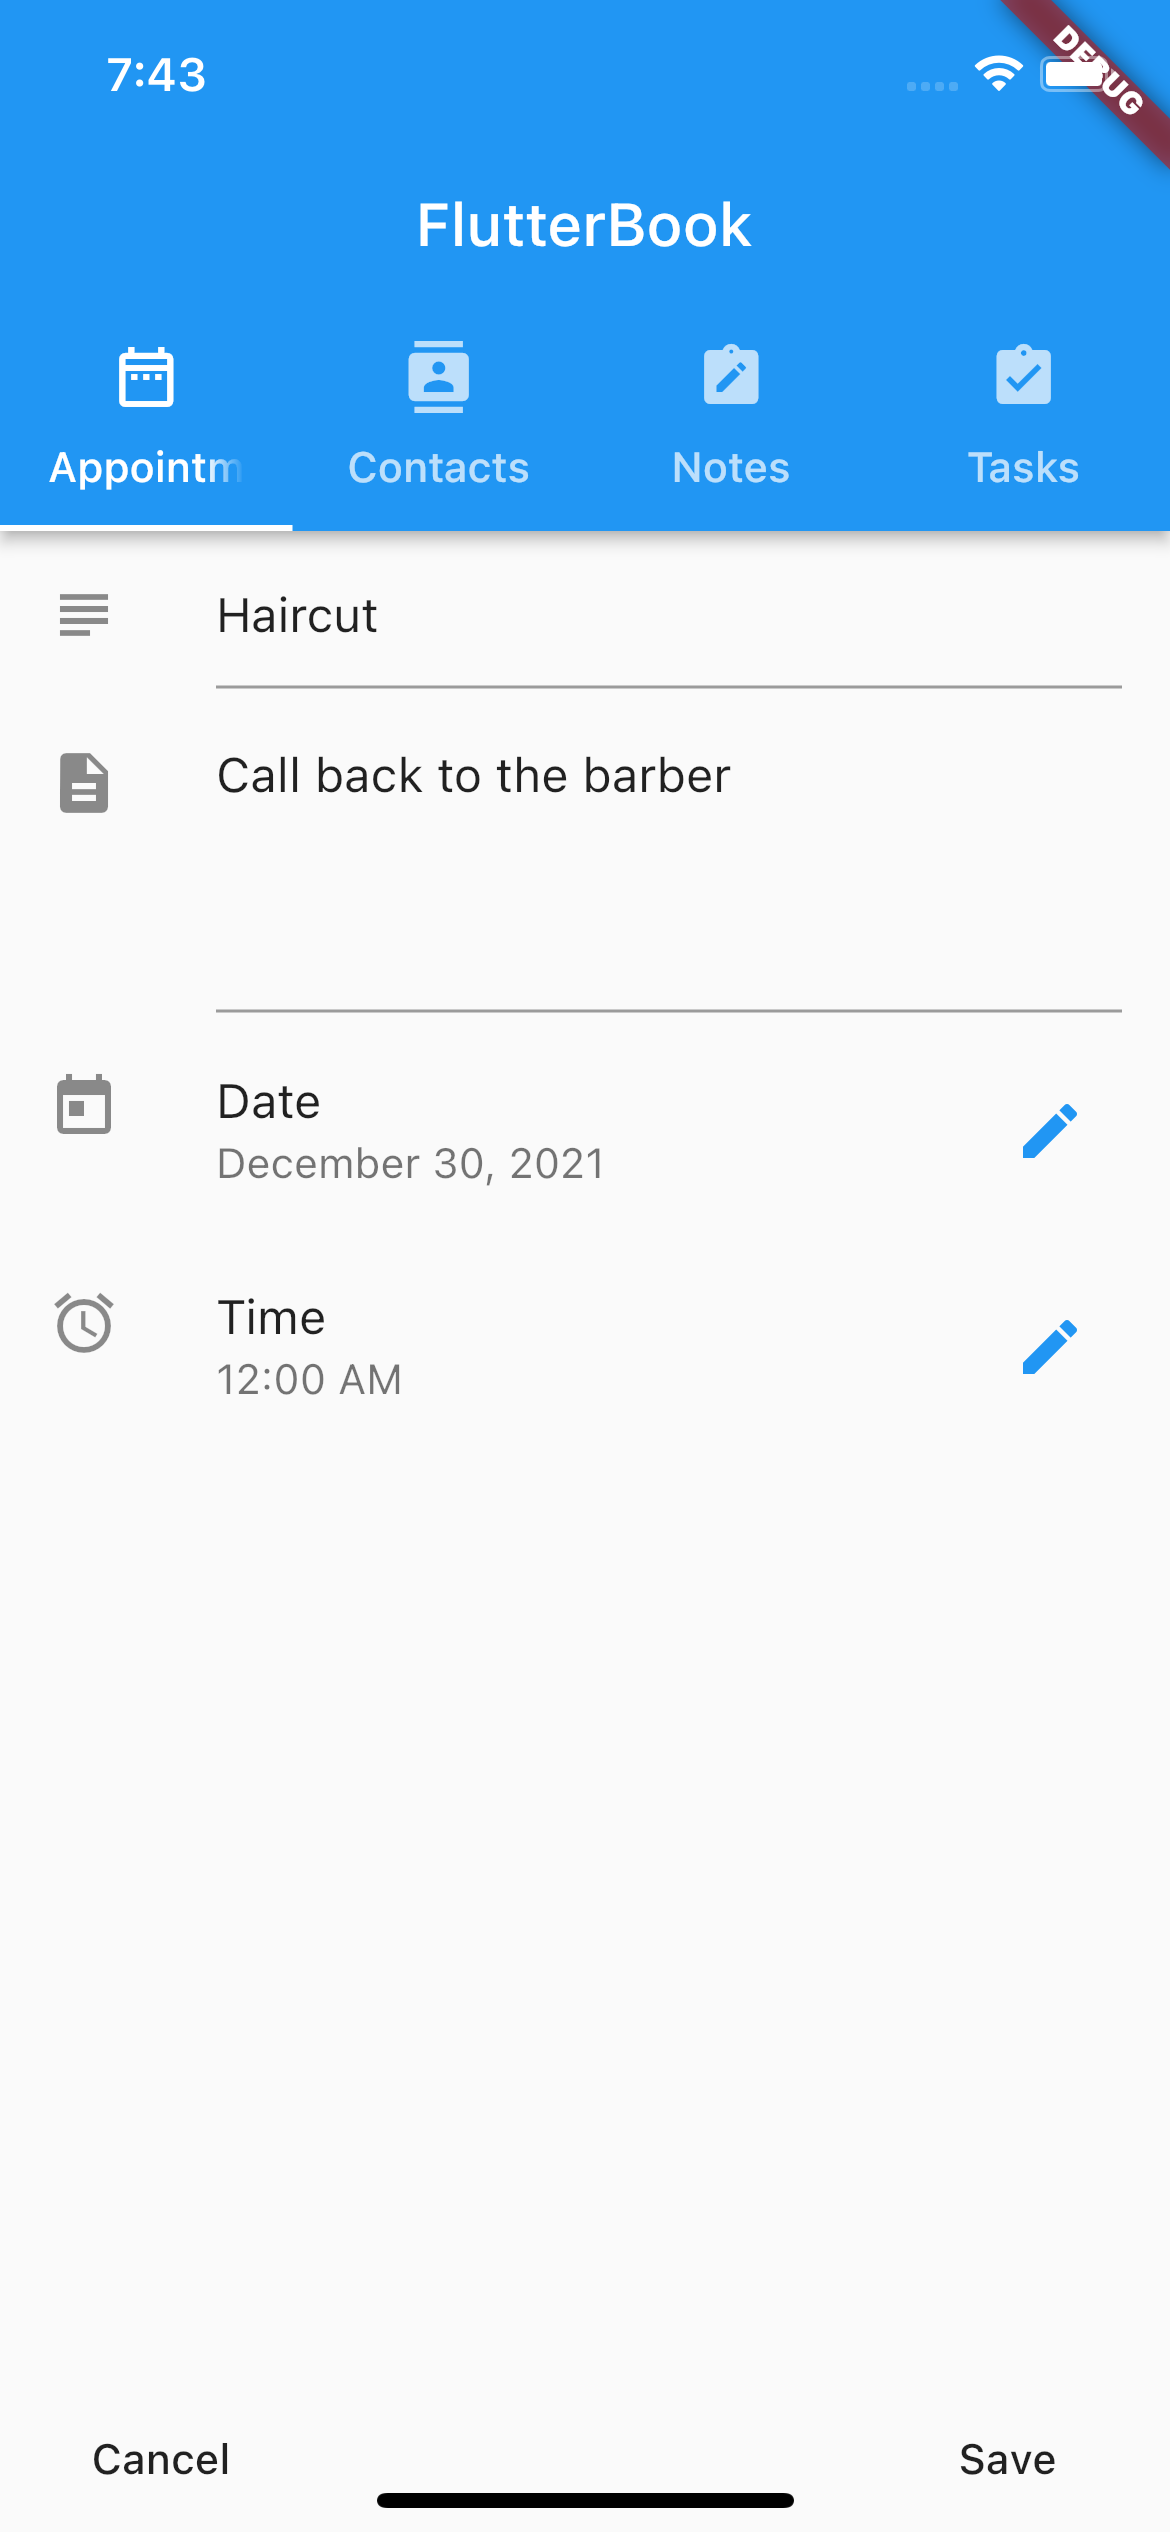 7:43
DEBUG
FlutterBook
Appointm
Contacts
Notes
Tasks
Haircut
Call back to the barber
Date
December 30, 2021
Time
12:00 AM
Cancel
Save